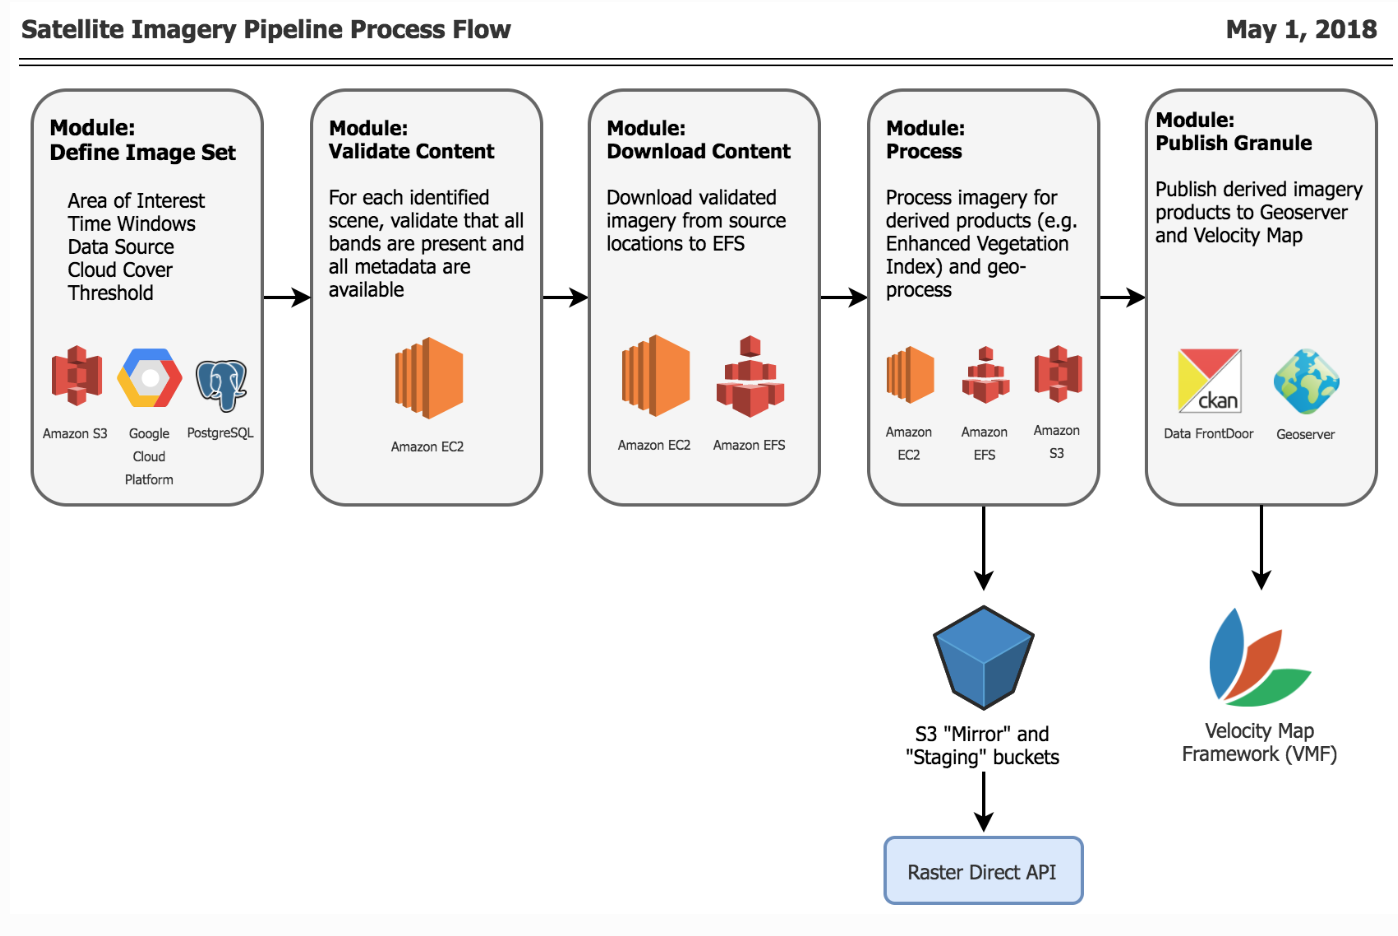 Satellite Imagery Pipeline Process Flow
May 1, 2018
Module:
Define Image Set
Area of Interest
Time Windows
Data Source
Cloud Cover
Threshold
Amazon S3
Google
Cloud
Platform
PostgreSQL
Module:
Validate Content
For each identified
scene, validate that all
bands are present and
all metadata are
available
Amazon EC2
Module:
Download Content
Download validated
imagery from source
locations to EFS
Amazon EC2
Amazon EFS
Module:
Process
Process imagery for
derived products (e.g.
Enhanced Vegetation
Index) and geo-
process
Amazon
EC2
Amazon
EFS
Amazon
S3
Module:
Publish Granule
Publish derived imagery
products to Geoserver
and Velocity Map
ckan
Data FrontDoor
Geoserver
S3 "Mirror" and
"Staging" buckets
Velocity Map
Framework (VMF)
Raster Direct API